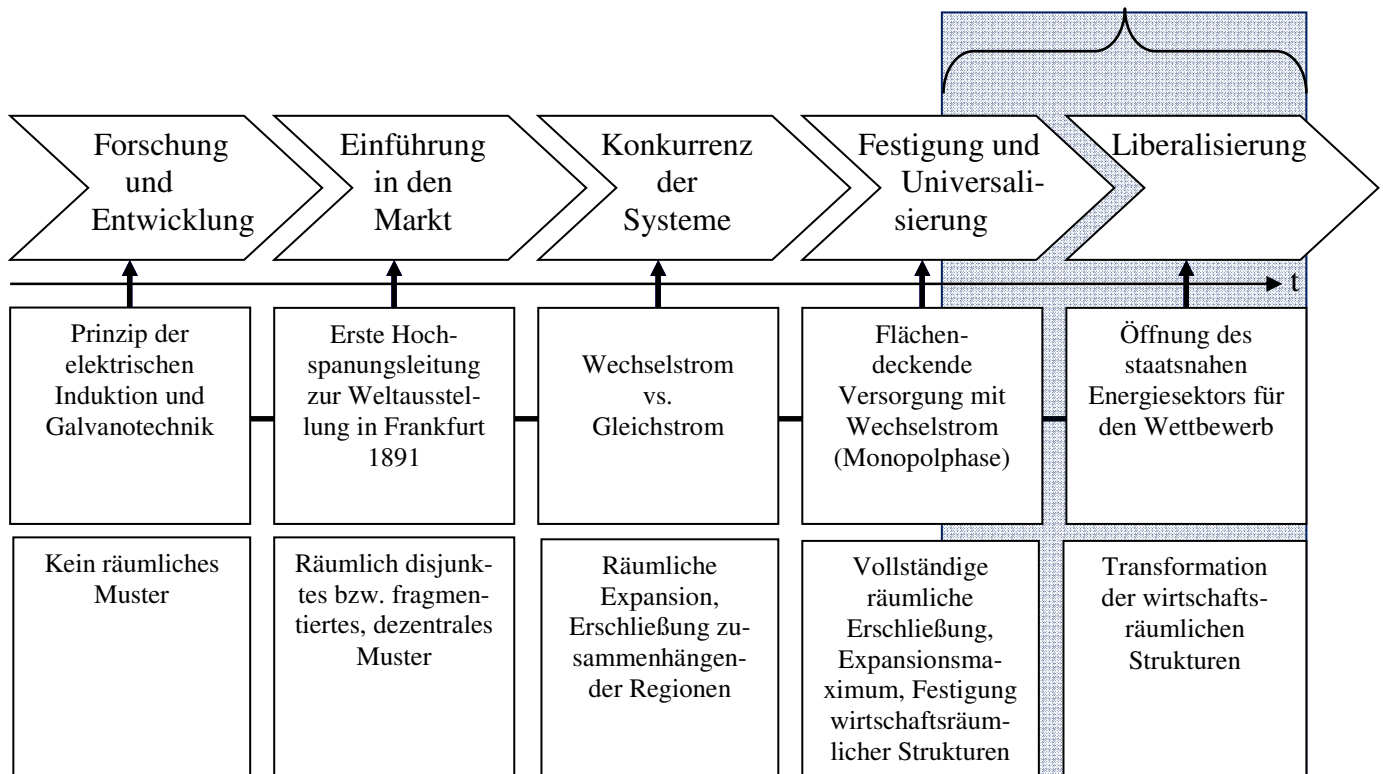 Forschung
und
Entwicklung
Einführung
in den
Markt
Konkurrenz
der
Systeme
Festigung und
Universali-
sierung
Liberalisierung
t
Prinzip der
elektrischen
Induktion und
Galvanotechnik
Erste Hoch-
spanungsleitung
zur Weltausstel-
lung in Frankfurt
1891
Wechselstrom
vs.
Gleichstrom
Flächen-
deckende
Versorgung mit
Wechselstrom
(Monopolphase)
Öffnung des
staatsnahen
Energiesektors für
den Wettbewerb
Kein räumliches
Muster
Räumlich disjunk-
tes bzw. fragmen-
tiertes, dezentrales
Muster
Räumliche
Expansion,
Erschließung zu-
sammenhängen-
der Regionen
Vollständige
räumliche
Erschließung,
Expansionsma-
ximum, Festigung
wirtschaftsräum-
licher Strukturen
Transformation
der wirtschafts-
räumlichen
Strukturen